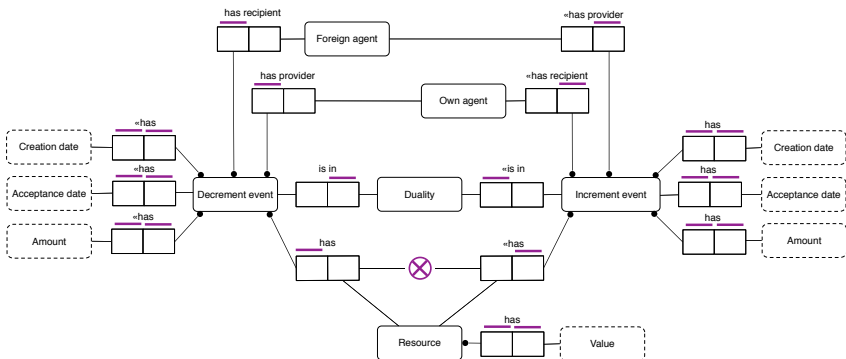 has recipient
«has provider
Foreign agent
has provider
«has recipient
Own agent
«has
has
Creation date
Creation date
«has
is in
«is in
has
Acceptance date
Decrement event
Duality
Increment event
Acceptance date
«has
has
Amount
Amount
has
«has
has
Resource
Value